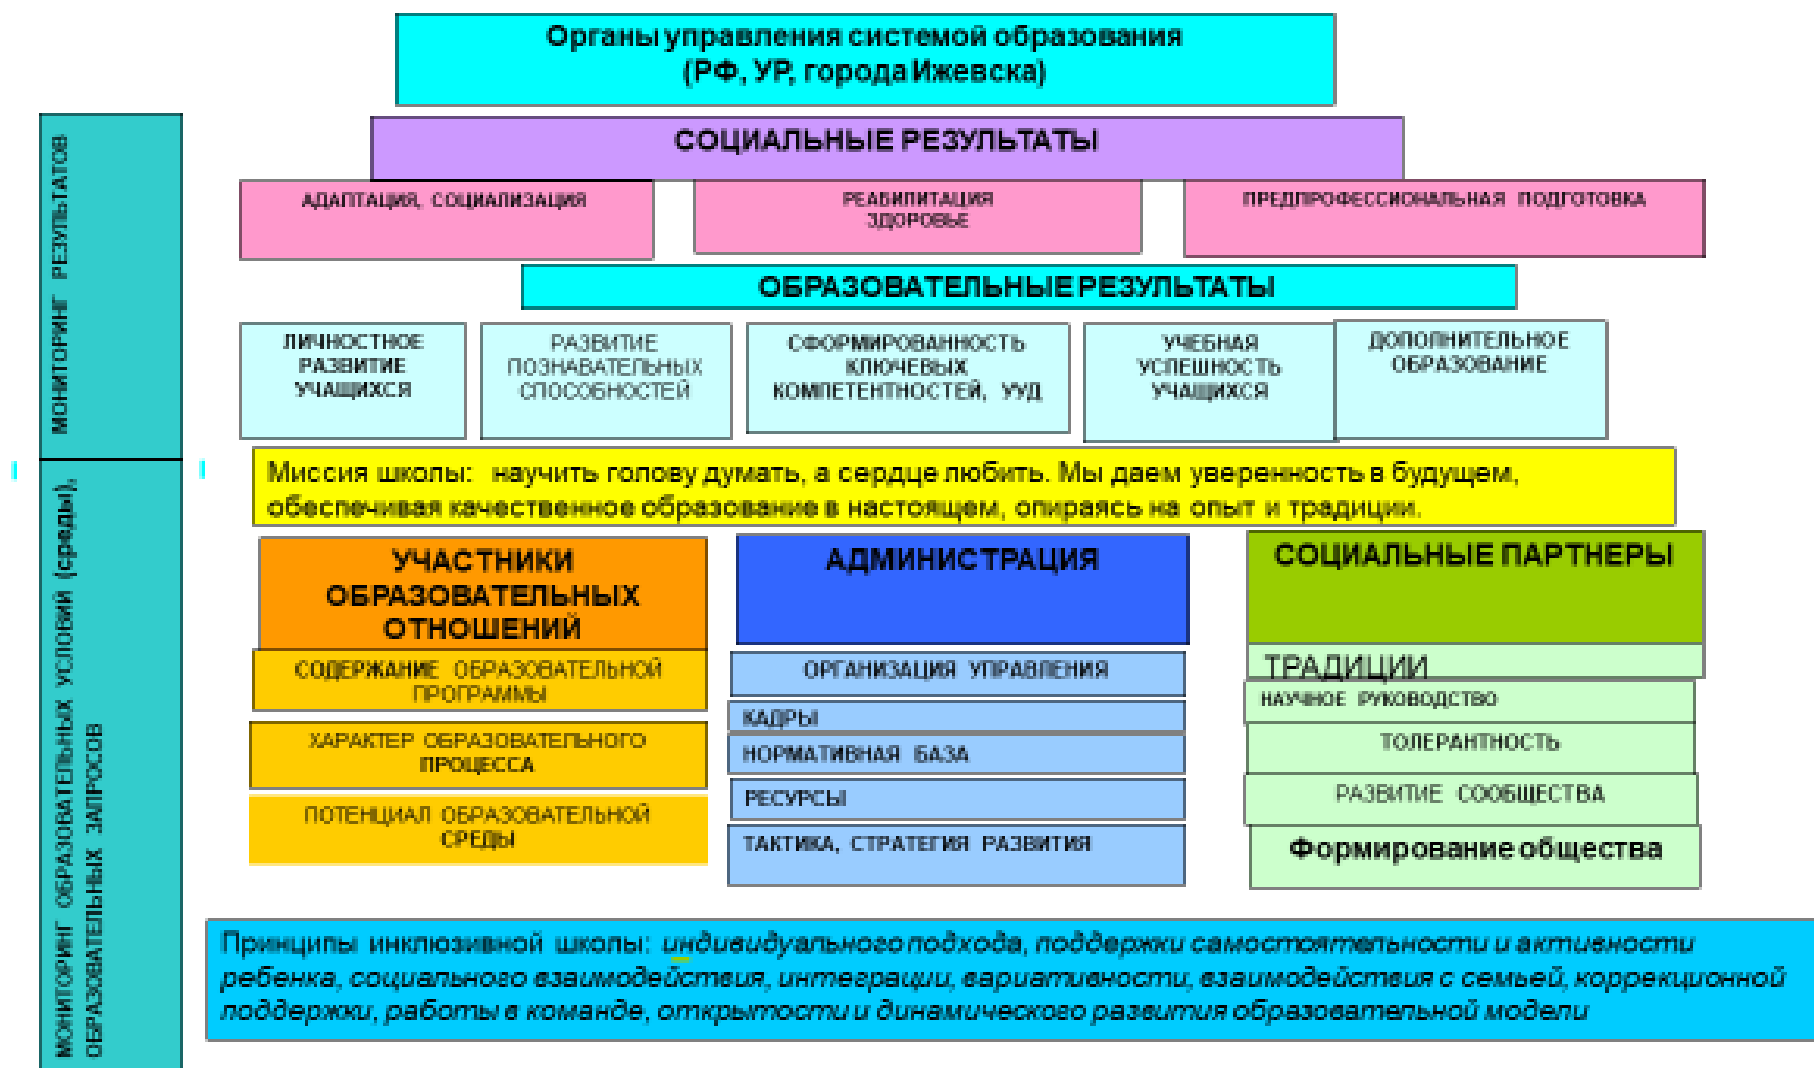 Органы управления системой образования
(РФ, УР, города Ижевска)
МОНИТОРИНГ РЕЗУЛЬТАТОВ
СОЦИАЛЬНЫЕ РЕЗУЛЬТАТЫ
АДАПТАЦИЯ, СОЦИАЛИЗАЦИЯ
РЕАБИЛИТАЦИЯ
ЗДОРОВЬЕ
ПРЕДПРОФЕССИОНАЛЬНАЯ ПОДГОТОВКА
ОБРАЗОВАТЕЛЬНЫЕ РЕЗУЛЬТАТЫ
ЛИЧНОСТНОЕ
РАЗВИТИЕ
УЧАЩИХСЯ
РАЗВИТИЕ
ПОЗНАВАТЕЛЬНЫХ
СПОСОБНОСТЕЙ
СФОРМИРОВАННОСТЬ
КЛЮЧЕВЫХ
КОМПЕТЕНТНОСТЕЙ, УУД
УЧЕБНАЯ
УСПЕШНОСТЬ
УЧАЩИХСЯ
ДОПОЛНИТЕЛЬНОЕ
ОБРАЗОВАНИЕ
МОНИТОРИНГ ОБРАЗОВАТЕЛЬНЫХ УСЛОВИЙ (среды),
ОБРАЗОВАТЕЛЬНЫХ ЗАПРОСОВ
Миссия школы: научить голову думать, а сердце любить. Мы даем уверенность в будущем,
обеспечивая качественное образование в настоящем, опираясь на опыт и традиции.
УЧАСТНИКИ
ОБРАЗОВАТЕЛЬНЫХ
ОТНОШЕНИЙ
СОДЕРЖАНИЕ ОБРАЗОВАТЕЛЬНОЙ
ПРОГРАММЫ
ХАРАКТЕР ОБРАЗОВАТЕЛЬНОГО
ПРОЦЕССА
ПОТЕНЦИАЛ ОБРАЗОВАТЕЛЬНОЙ
СРЕДЫ
АДМИНИСТРАЦИЯ
ОРГАНИЗАЦИЯ УПРАВЛЕНИЯ
КАДРЫ
НОРМАТИВНАЯ БАЗА
РЕСУРСЫ
ТАКТИКА, СТРАТЕГИЯ РАЗВИТИЯ
СОЦИАЛЬНЫЕ ПАРТНЕРЫ
ТРАДИЦИИ
НАУЧНОЕ РУКОВОДСТВО
ТОЛЕРАНТНОСТЬ
РАЗВИТИЕ СООБЩЕСТВА
Формирование общества
Принципы инклюзивной школы: индивидуального подхода, поддержки самостоятельности и активности
ребенка, социального взаимодействия, интеграции, вариативности, взаимодействия с семьей, коррекционной
поддержки, работы в команде, открытости и динамического развития образовательной модели